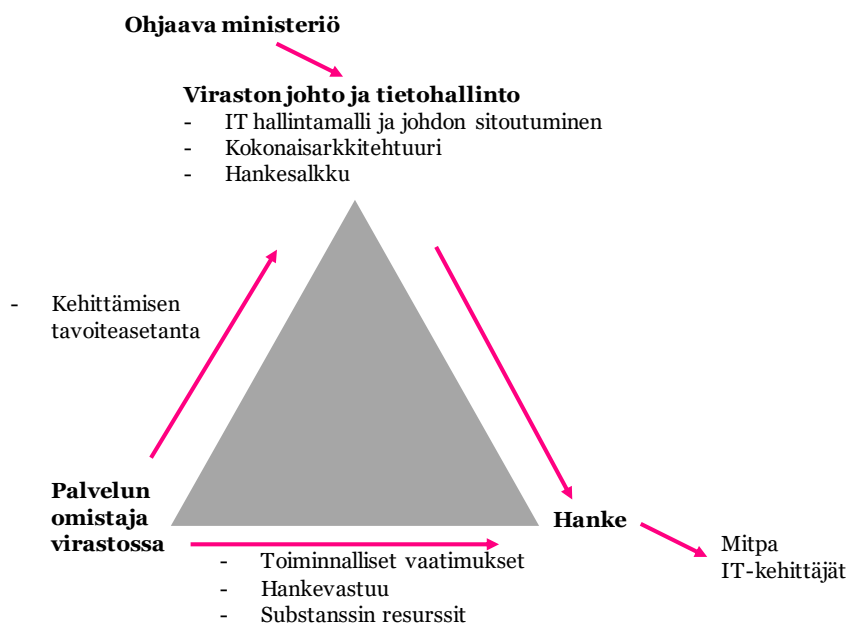 Ohjaava ministeriö
Viraston johto ja tietohallinto
- IT hallintamalli ja johdon sitoutuminen
- Kokonaisarkkitehtuuri
- Hankesalkku
- Kehittämisen
tavoiteasetanta
Palvelun
omistaja
virastossa
Hanke
- Toiminnalliset vaatimukset
- Hankevastuu
- Substanssin resurssit
Mitpa
IT-kehittäjät